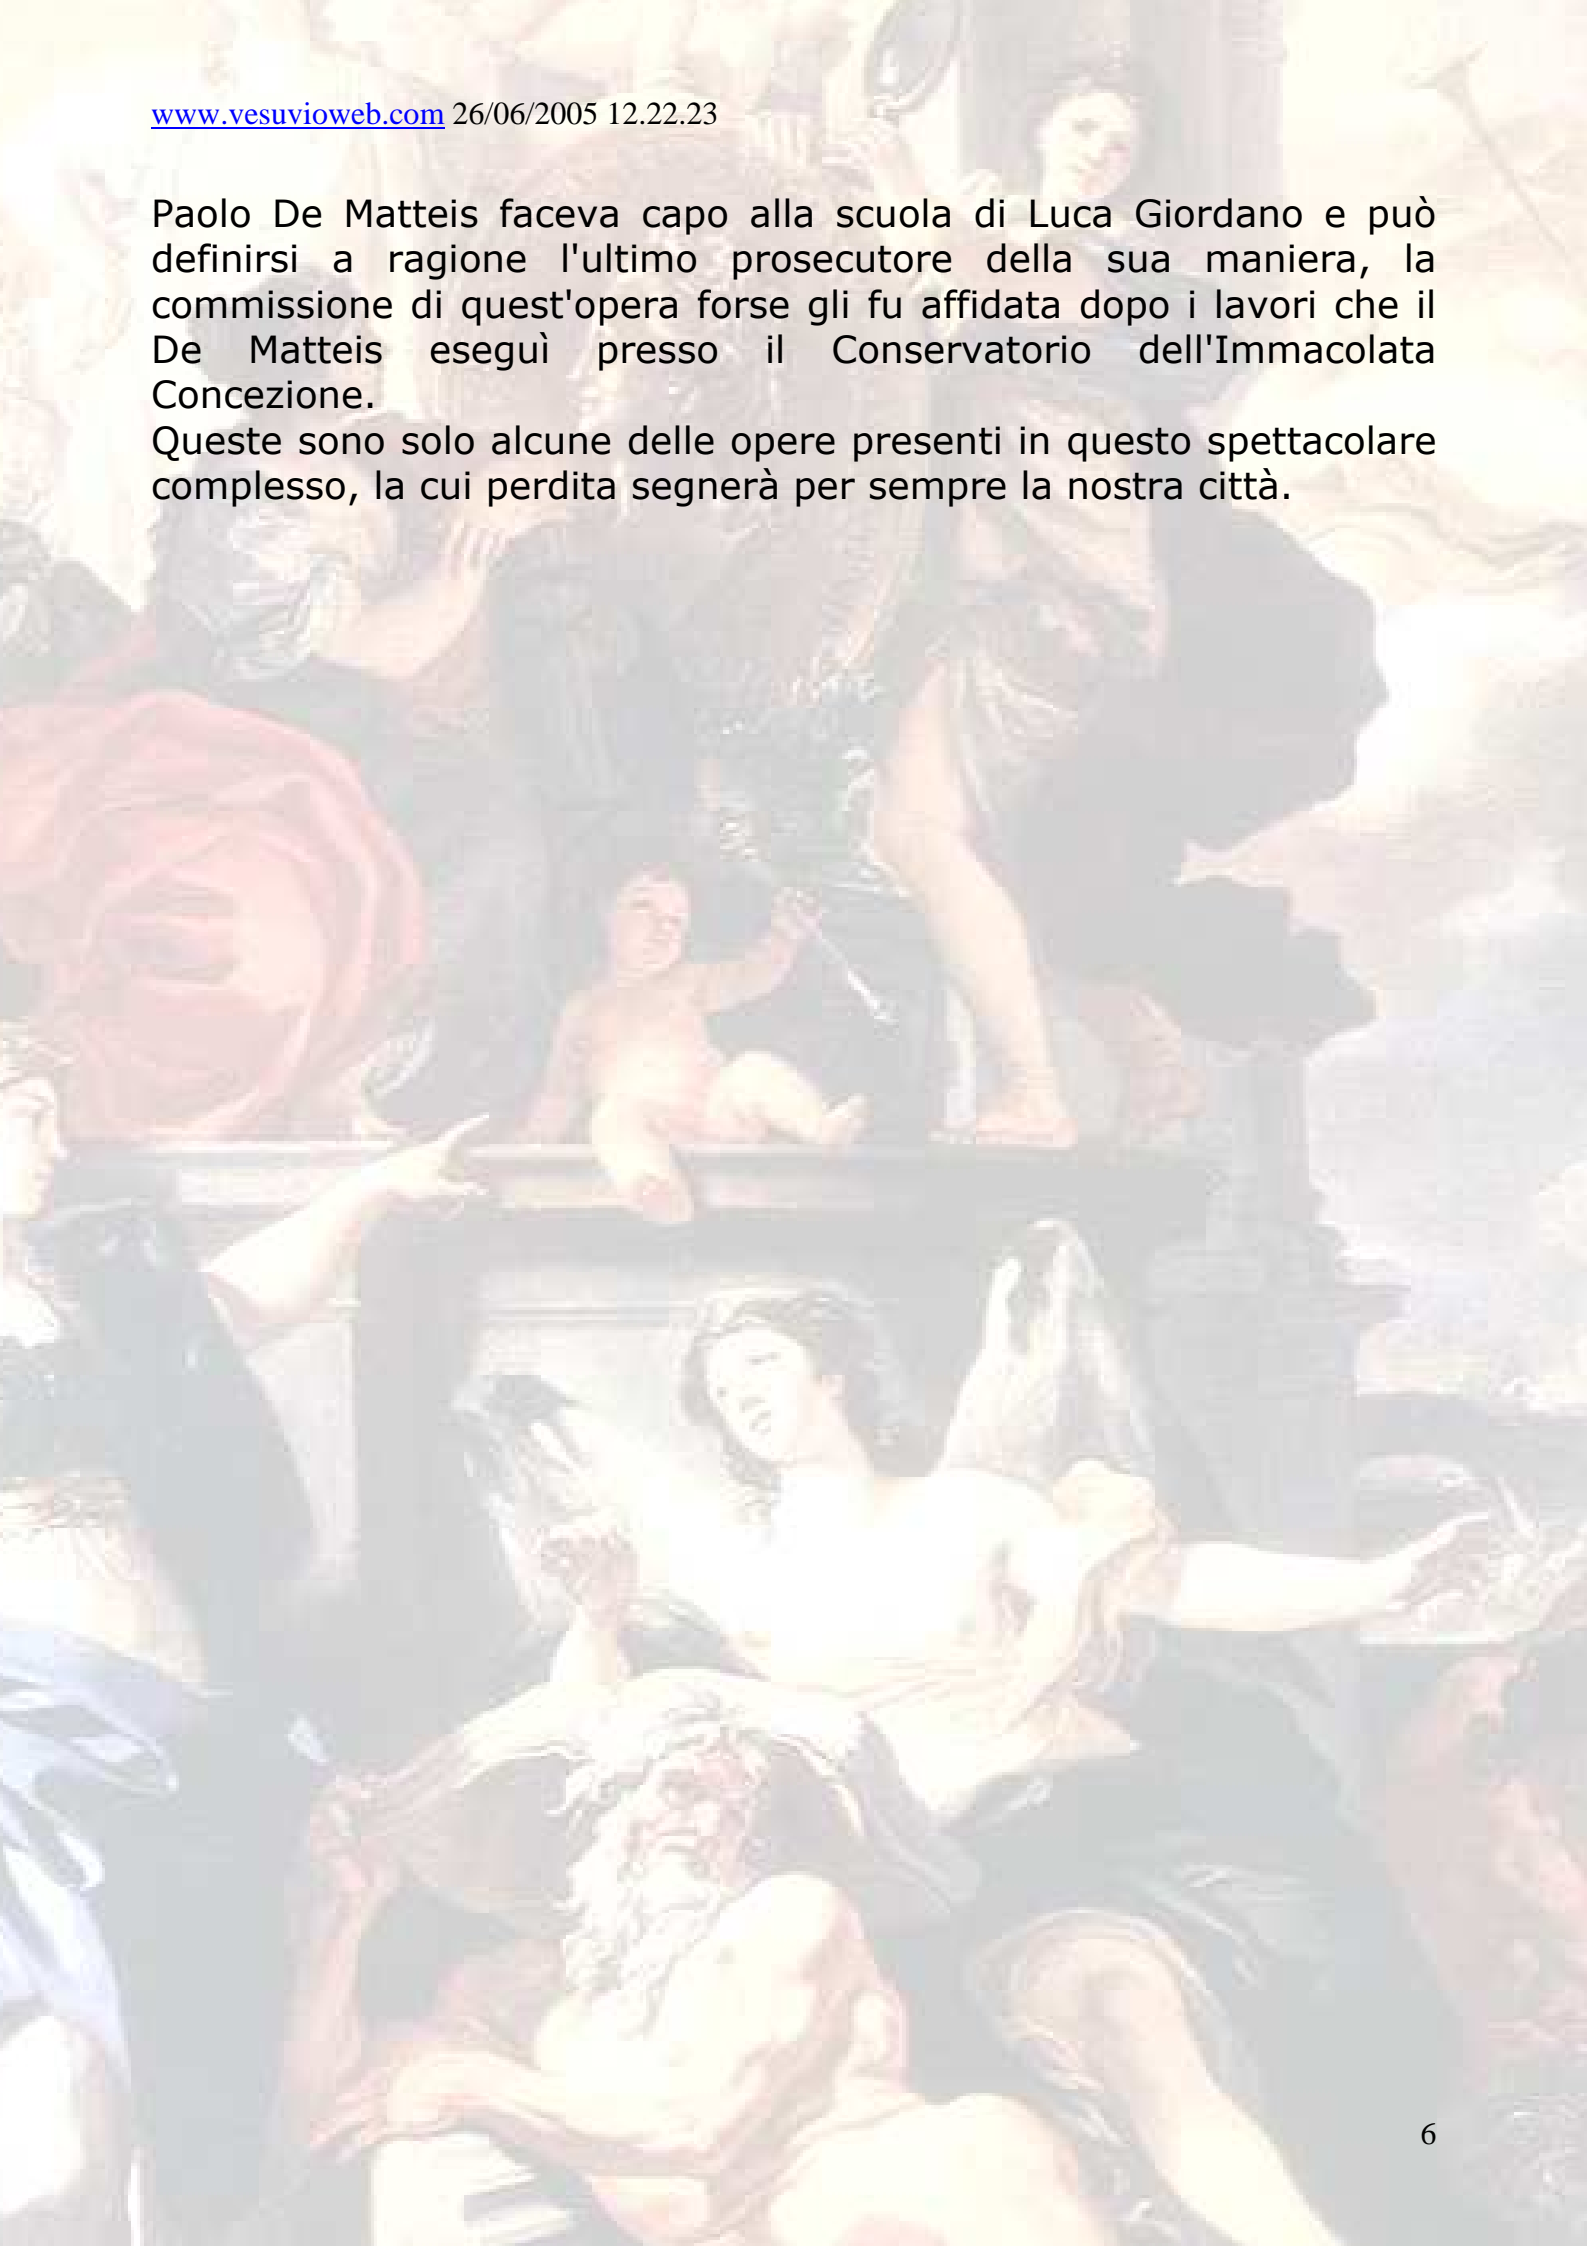 www.vesuvioweb.com 26/06/2005 12.22.23
Paolo De Matteis faceva capo alla scuola di Luca Giordano e può
definirsi a ragione l'ultimo prosecutore della sua maniera, la
commissione di quest'opera forse gli fu affidata dopo i lavori che il
De Matteis eseguì presso il Conservatorio dell'Immacolata
Concezione.
Queste sono solo alcune delle opere presenti in questo spettacolare
complesso, la cui perdita segnerà per sempre la nostra città.
6